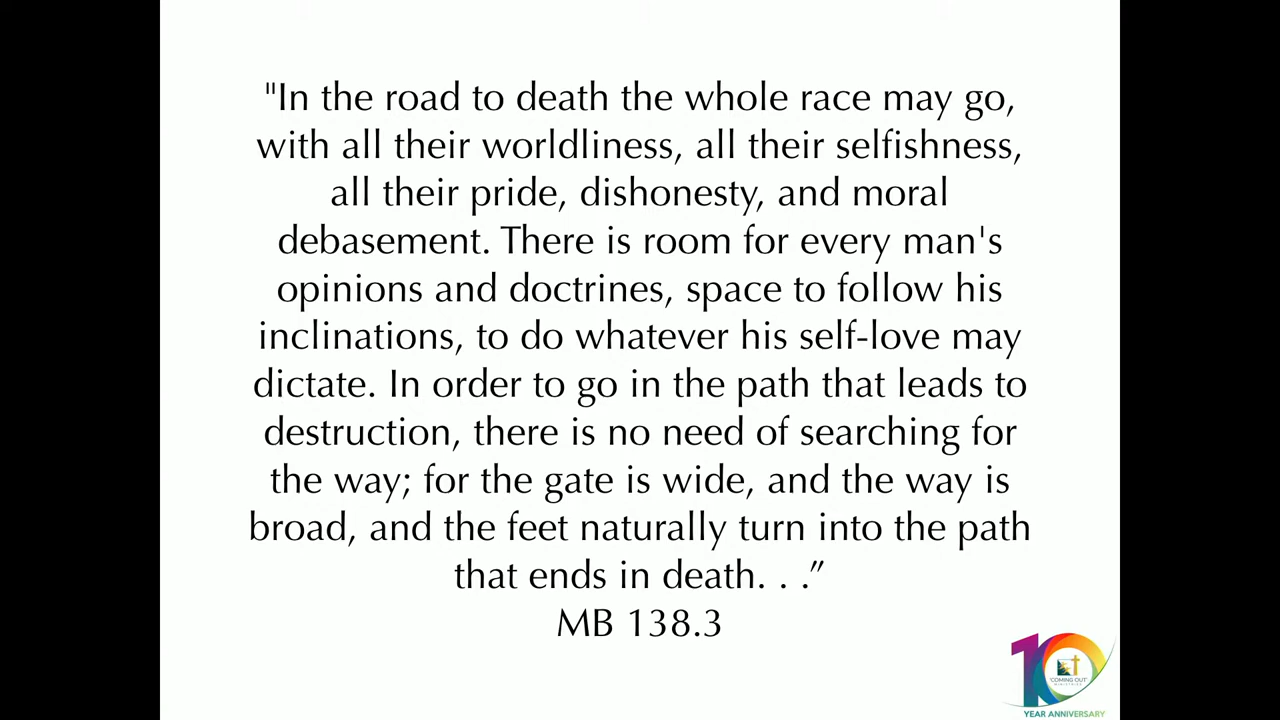 "In the road to death the whole race may go,
with all their worldliness, all their selfishness,
all their pride, dishonesty, and moral
debasement. There is room for every man's
opinions and doctrines, space to follow his
inclinations, to do whatever his self-love may
dictate. In order to go in the path that leads to
destruction, there is no need of searching for
the way; for the gate is wide, and the way is
broad, and the feet naturally turn into the path
that ends in death. . .”
MB 138.3
10
'COMING OUT'
MINISTRIES
YEAR ANNIVERSARY